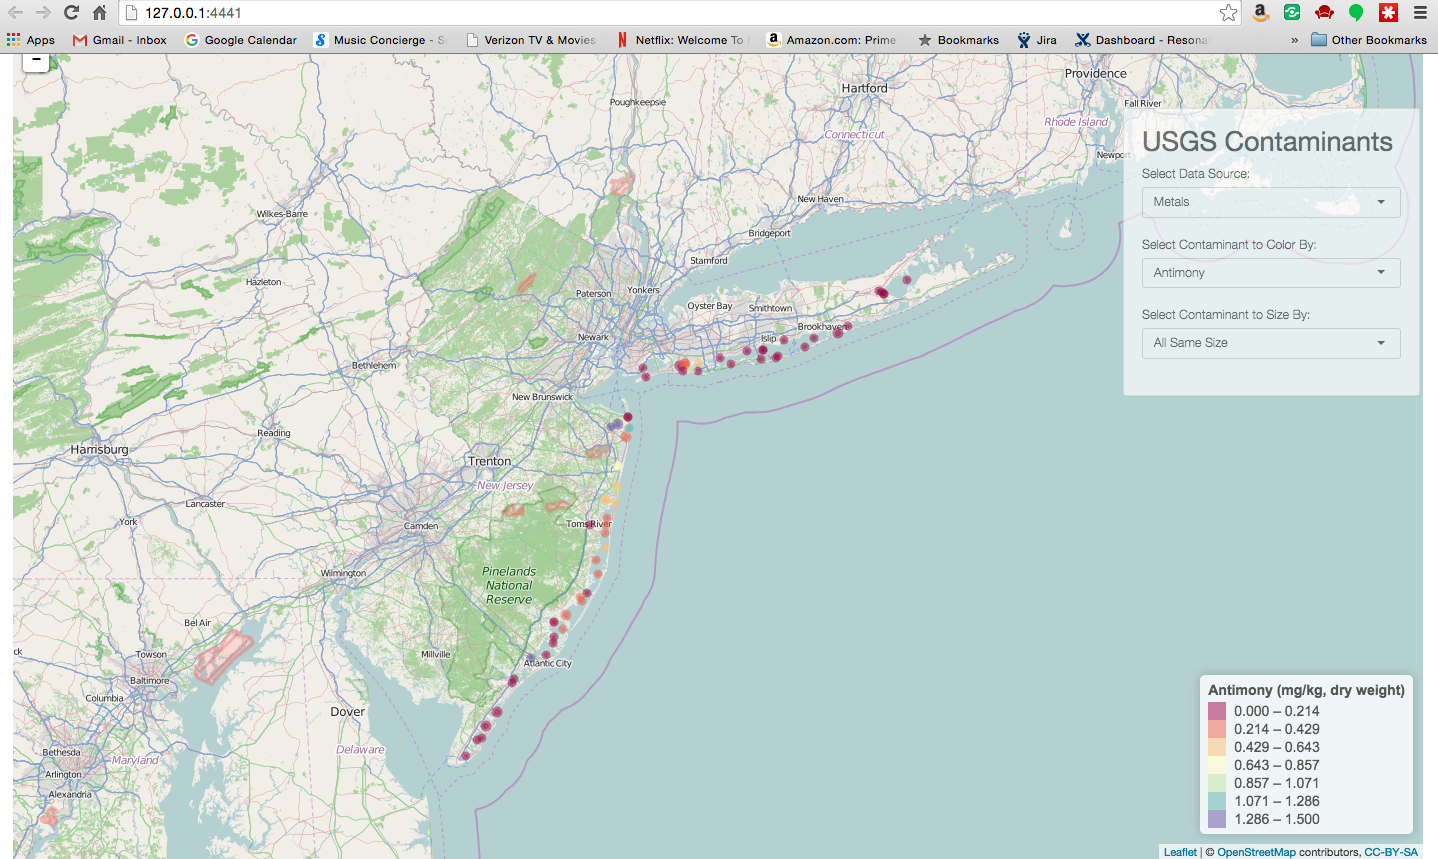 127.0.0.1:4441
Apps
Gmail - Inbox
Google Calendar
Music Concierge - S
Verizon TV & Movies
Netflix: Welcome To
Amazon.com: Prime
Bookmarks
Jira
Dashboard - Resona
»
Other Bookmarks
-
Poughkeepsie
Hartford
Providence
Fall River
Connecticut
Rhode Island
Newport
USGS Contaminants
Select Data Source:
Metals
Select Contaminant to Color By:
Antimony
Select Contaminant to Size By:
All Same Size
Wilkes-Barre
New Haven
Bridgeport
Stamford
Hazleton
Paterson
Yonkers
Oyster Bay
Smithtown
Newark
Islip
Brookhaven
Bethlehem
New Brunswick
Reading
Harrisburg
Trenton
New Jersey
Lancaster
York
Camden
Toms River
Wilmington
Pinelands
National
Reserve
Bel Air
ck
Towson
Millville
Atlantic City
Baltimore
Columbia
Dover
Delaware
Bethesda
Maryland
Arlington
Alexandria
Antimony (mg/kg, dry weight)
0.000 – 0.214
0.214 – 0.429
0.429 – 0.643
0.643 – 0.857
0.857 – 1.071
1.071 – 1.286
1.286 – 1.500
Leaflet | © OpenStreetMap contributors, CC-BY-SA